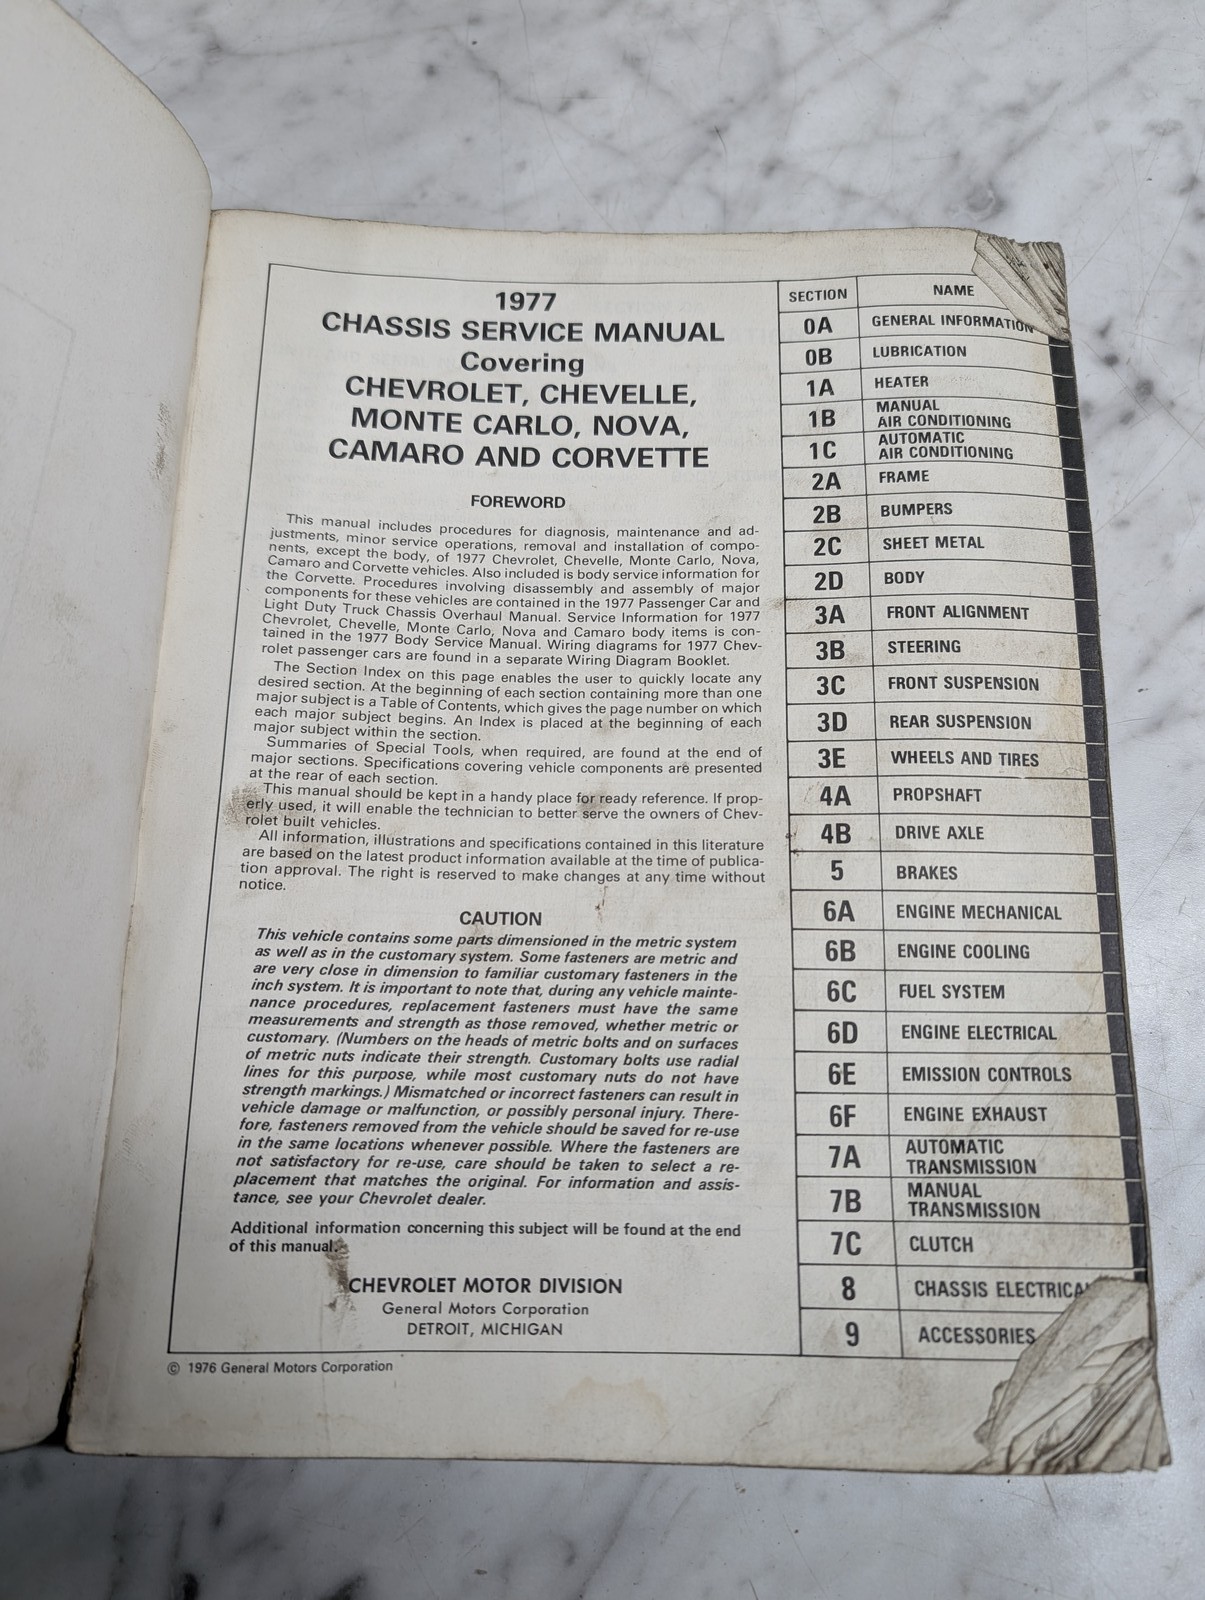 1977
CHASSIS SERVICE MANUAL
Covering
CHEVROLET, CHEVELLE,
MONTE CARLO, NOVA,
CAMARO AND CORVETTE
FOREWORD
This manual includes procedures for diagnosis, maintenance and ad-
justments, minor service operations, removal and installation of compo-
nents, except the body, of 1977 Chevrolet, Chevelle, Monte Carlo, Nova,
Camaro and Corvette vehicles. Also included is body service information for
the Corvette. Procedures involving disassembly and assembly of major
components for these vehicles are contained in the 1977 Passenger Car and
Light Duty Truck Chassis Overhaul Manual. Service Information for 1977
Chevrolet, Chevelle, Monte Carlo, Nova and Camaro body items is con-
tained in the 1977 Body Service Manual. Wiring diagrams for 1977 Chev-
rolet passenger cars are found in a separate Wiring Diagram Booklet.
The Section Index on this page enables the user to quickly locate any
desired section. At the beginning of each section containing more than one
major subject is a Table of Contents, which gives the page number on which
each major subject begins. An Index is placed at the beginning of each
major subject within the section.
Summaries of Special Tools, when required, are found at the end of
major sections. Specifications covering vehicle components are presented
at the rear of each section.
This manual should be kept in a handy place for ready reference. If prop-
erly used, it will enable the technician to better serve the owners of Chev-
rolet built vehicles.
All information, illustrations and specifications contained in this literature
are based on the latest product information available at the time of publica-
tion approval. The right is reserved to make changes at any time without
notice.
CAUTION
This vehicle contains some parts dimensioned in the metric system
as well as in the customary system. Some fasteners are metric and
are very close in dimension to familiar customary fasteners in the
inch system. It is important to note that, during any vehicle mainte-
nance procedures, replacement fasteners must have the same
measurements and strength as those removed, whether metric or
customary. (Numbers on the heads of metric bolts and on surfaces
of metric nuts indicate their strength. Customary bolts use radial
lines for this purpose, while most customary nuts do not have
strength markings.) Mismatched or incorrect fasteners can result in
vehicle damage or malfunction, or possibly personal injury. There-
fore, fasteners removed from the vehicle should be saved for re-use
in the same locations whenever possible. Where the fasteners are
not satisfactory for re-use, care should be taken to select a re-
placement that matches the original. For information and assis-
tance, see your Chevrolet dealer.
Additional information concerning this subject will be found at the end
of this manual.
CHEVROLET MOTOR DIVISION
General Motors Corporation
DETROIT, MICHIGAN
© 1976 General Motors Corporation
SECTION NAME
0A GENERAL INFORMATION
0B LUBRICATION
1A HEATER
1B MANUAL
AIR CONDITIONING
1C AUTOMATIC
AIR CONDITIONING
2A FRAME
2B BUMPERS
2C SHEET METAL
2D BODY
3A FRONT ALIGNMENT
3B STEERING
3C FRONT SUSPENSION
3D REAR SUSPENSION
3E WHEELS AND TIRES
4A PROPSHAFT
4B DRIVE AXLE
5 BRAKES
6A ENGINE MECHANICAL
6B ENGINE COOLING
6C FUEL SYSTEM
6D ENGINE ELECTRICAL
6E EMISSION CONTROLS
6F ENGINE EXHAUST
7A AUTOMATIC
TRANSMISSION
7B MANUAL
TRANSMISSION
7C CLUTCH
8 CHASSIS ELECTRICAL
9 ACCESSORIES